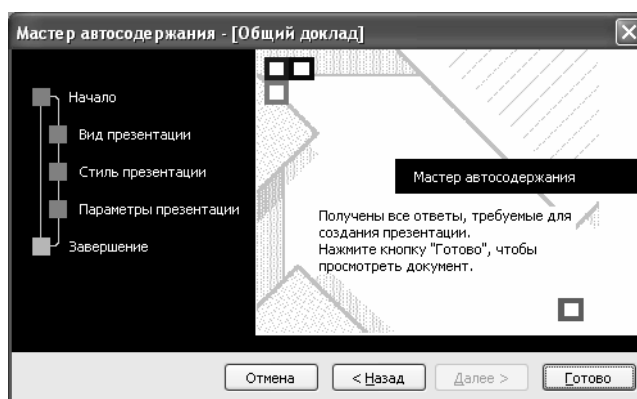 Мастер автосодержания - [Общий доклад]
Начало
Вид презентации
Стиль презентации
Параметры презентации
Завершение
Мастер автосодержания
Получены все ответы, требуемые для
создания презентации.
Нажмите кнопку "Готово", чтобы
просмотреть документ.
Отмена
< Назад
Далее >
Готово